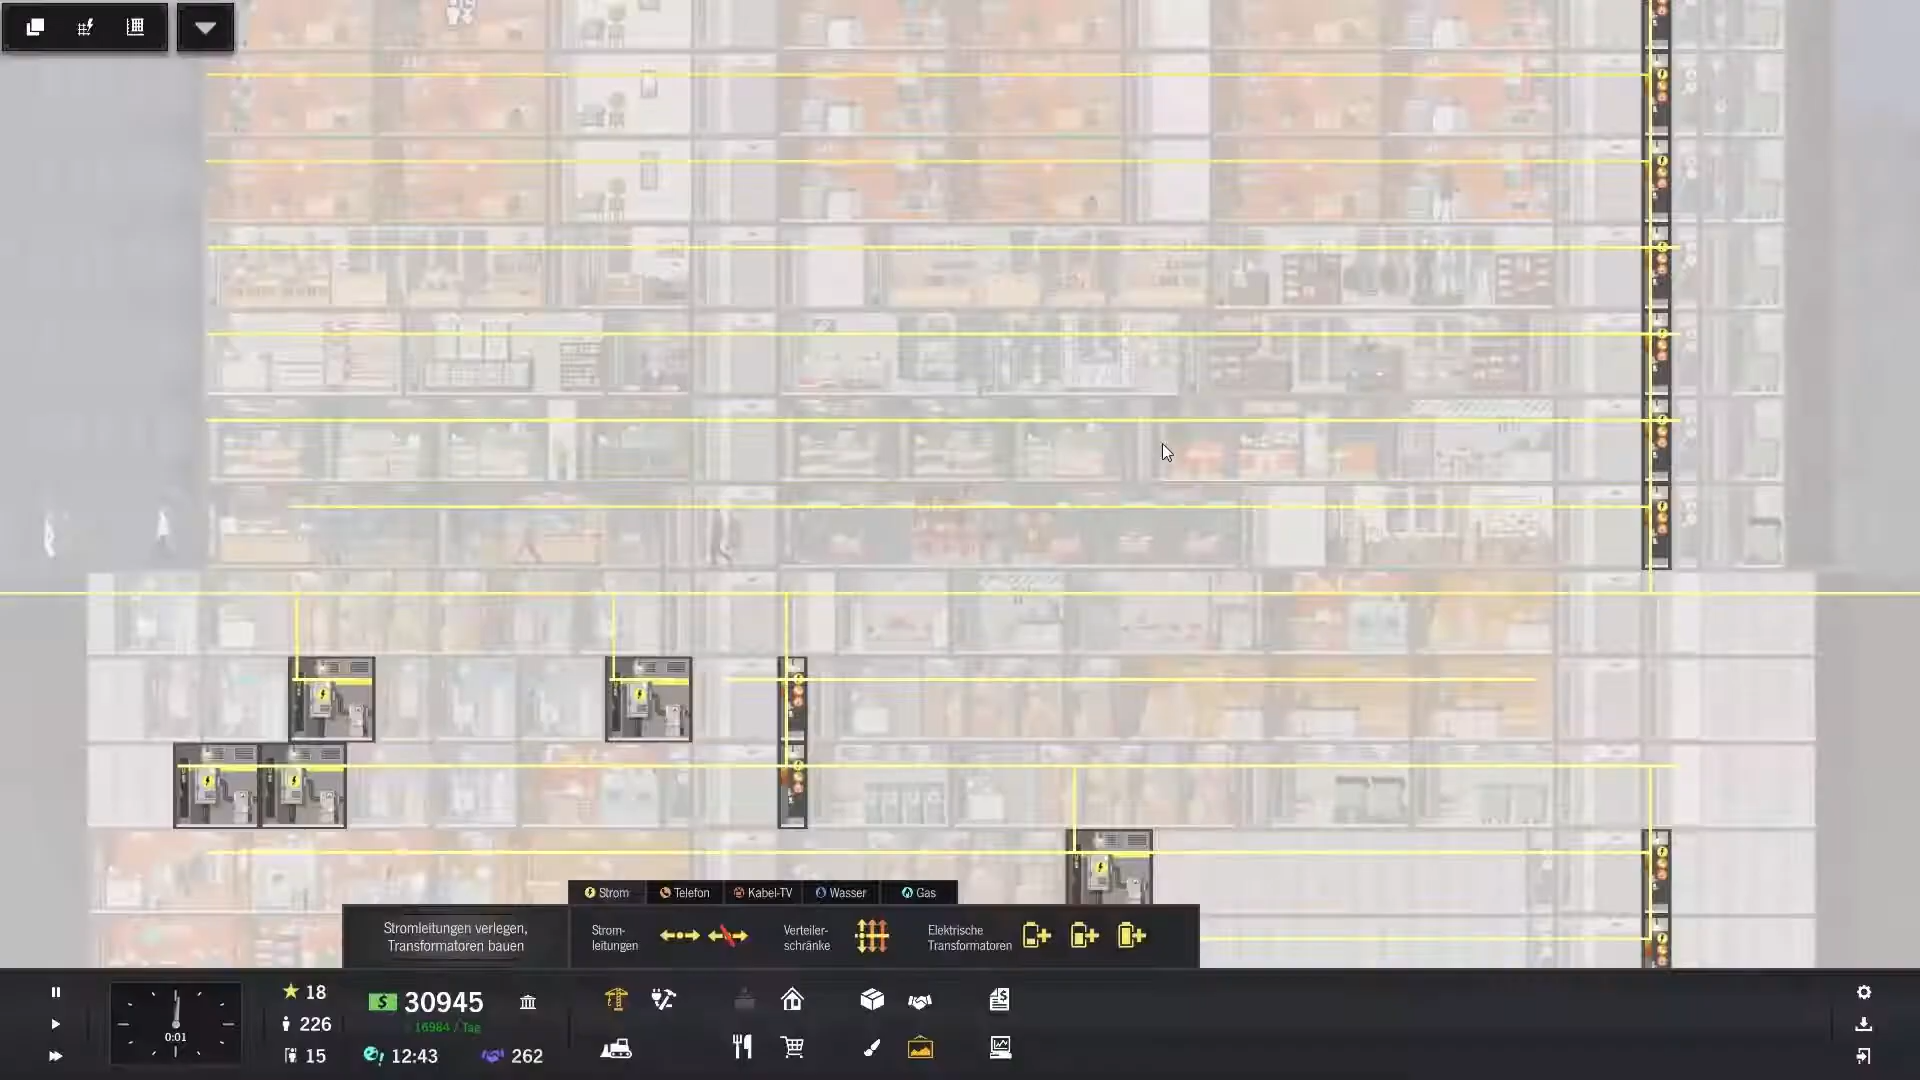 Strom
Telefon
Kabel-TV
Wasser
Gas
Stromleitungen verlegen,
Transformatoren bauen
Strom-
leitungen
Verteiler-
schränke
Elektrische
Transformatoren
18
$ 30945
16984 / Tag
226
0:01
15
12:43
262